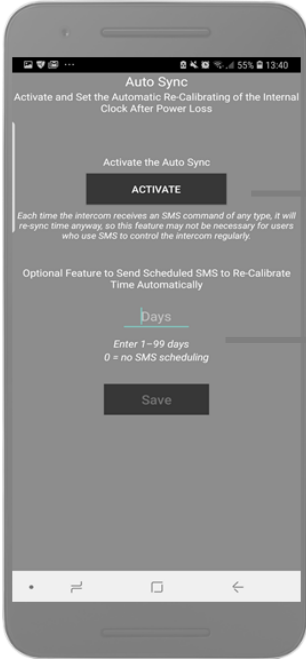 55% 13:40
Auto Sync
Activate and Set the Automatic Re-Calibrating of the Internal
Clock After Power Loss
Activate the Auto Sync
ACTIVATE
Each time the intercom receives an SMS command of any type, it will
re-sync time anyway, so this feature may not be necessary for users
who use SMS to control the intercom regularly.
Optional Feature to Send Scheduled SMS to Re-Calibrate
Time Automatically
Days
Enter 1–99 days
0 = no SMS scheduling
Save